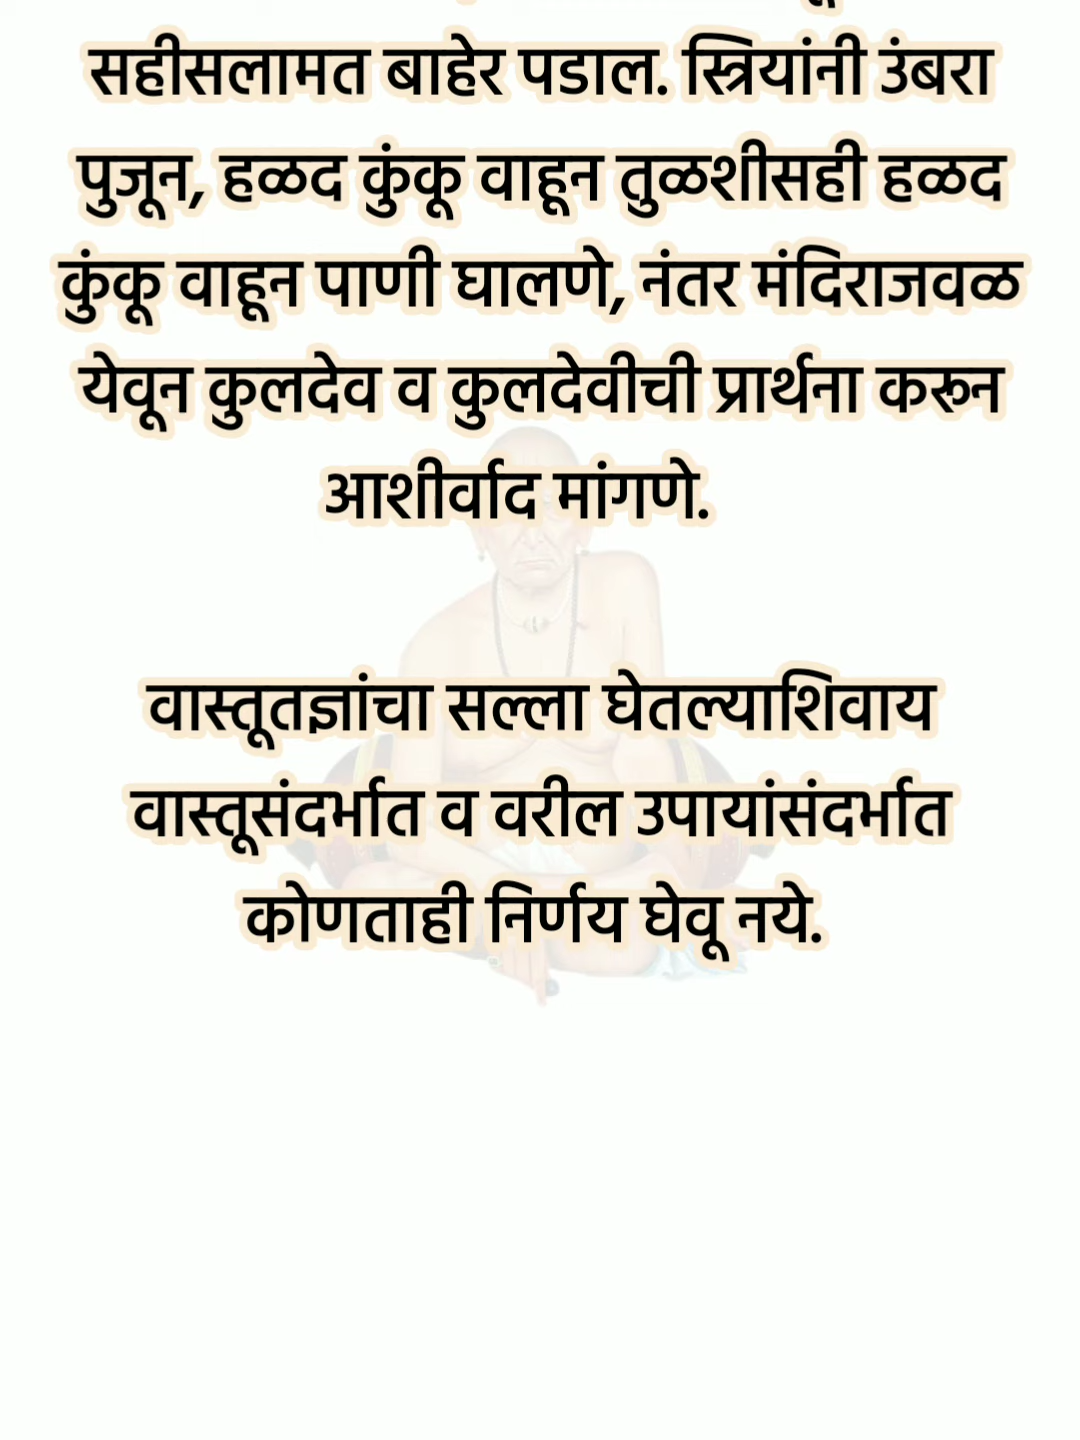 सहीसलामत बाहेर पडाल. स्त्रियांनी उंबरा
पुजून, हळद कुंकू वाहून तुळशीसही हळद
कुंकू वाहून पाणी घालणे, नंतर मंदिराजवळ
येवून कुलदेव व कुलदेवीची प्रार्थना करून
आशीर्वाद मांगणे.
वास्तूतज्ञांचा सल्ला घेतल्याशिवाय
वास्तूसंदर्भात व वरील उपायांसंदर्भात
कोणताही निर्णय घेवू नये.